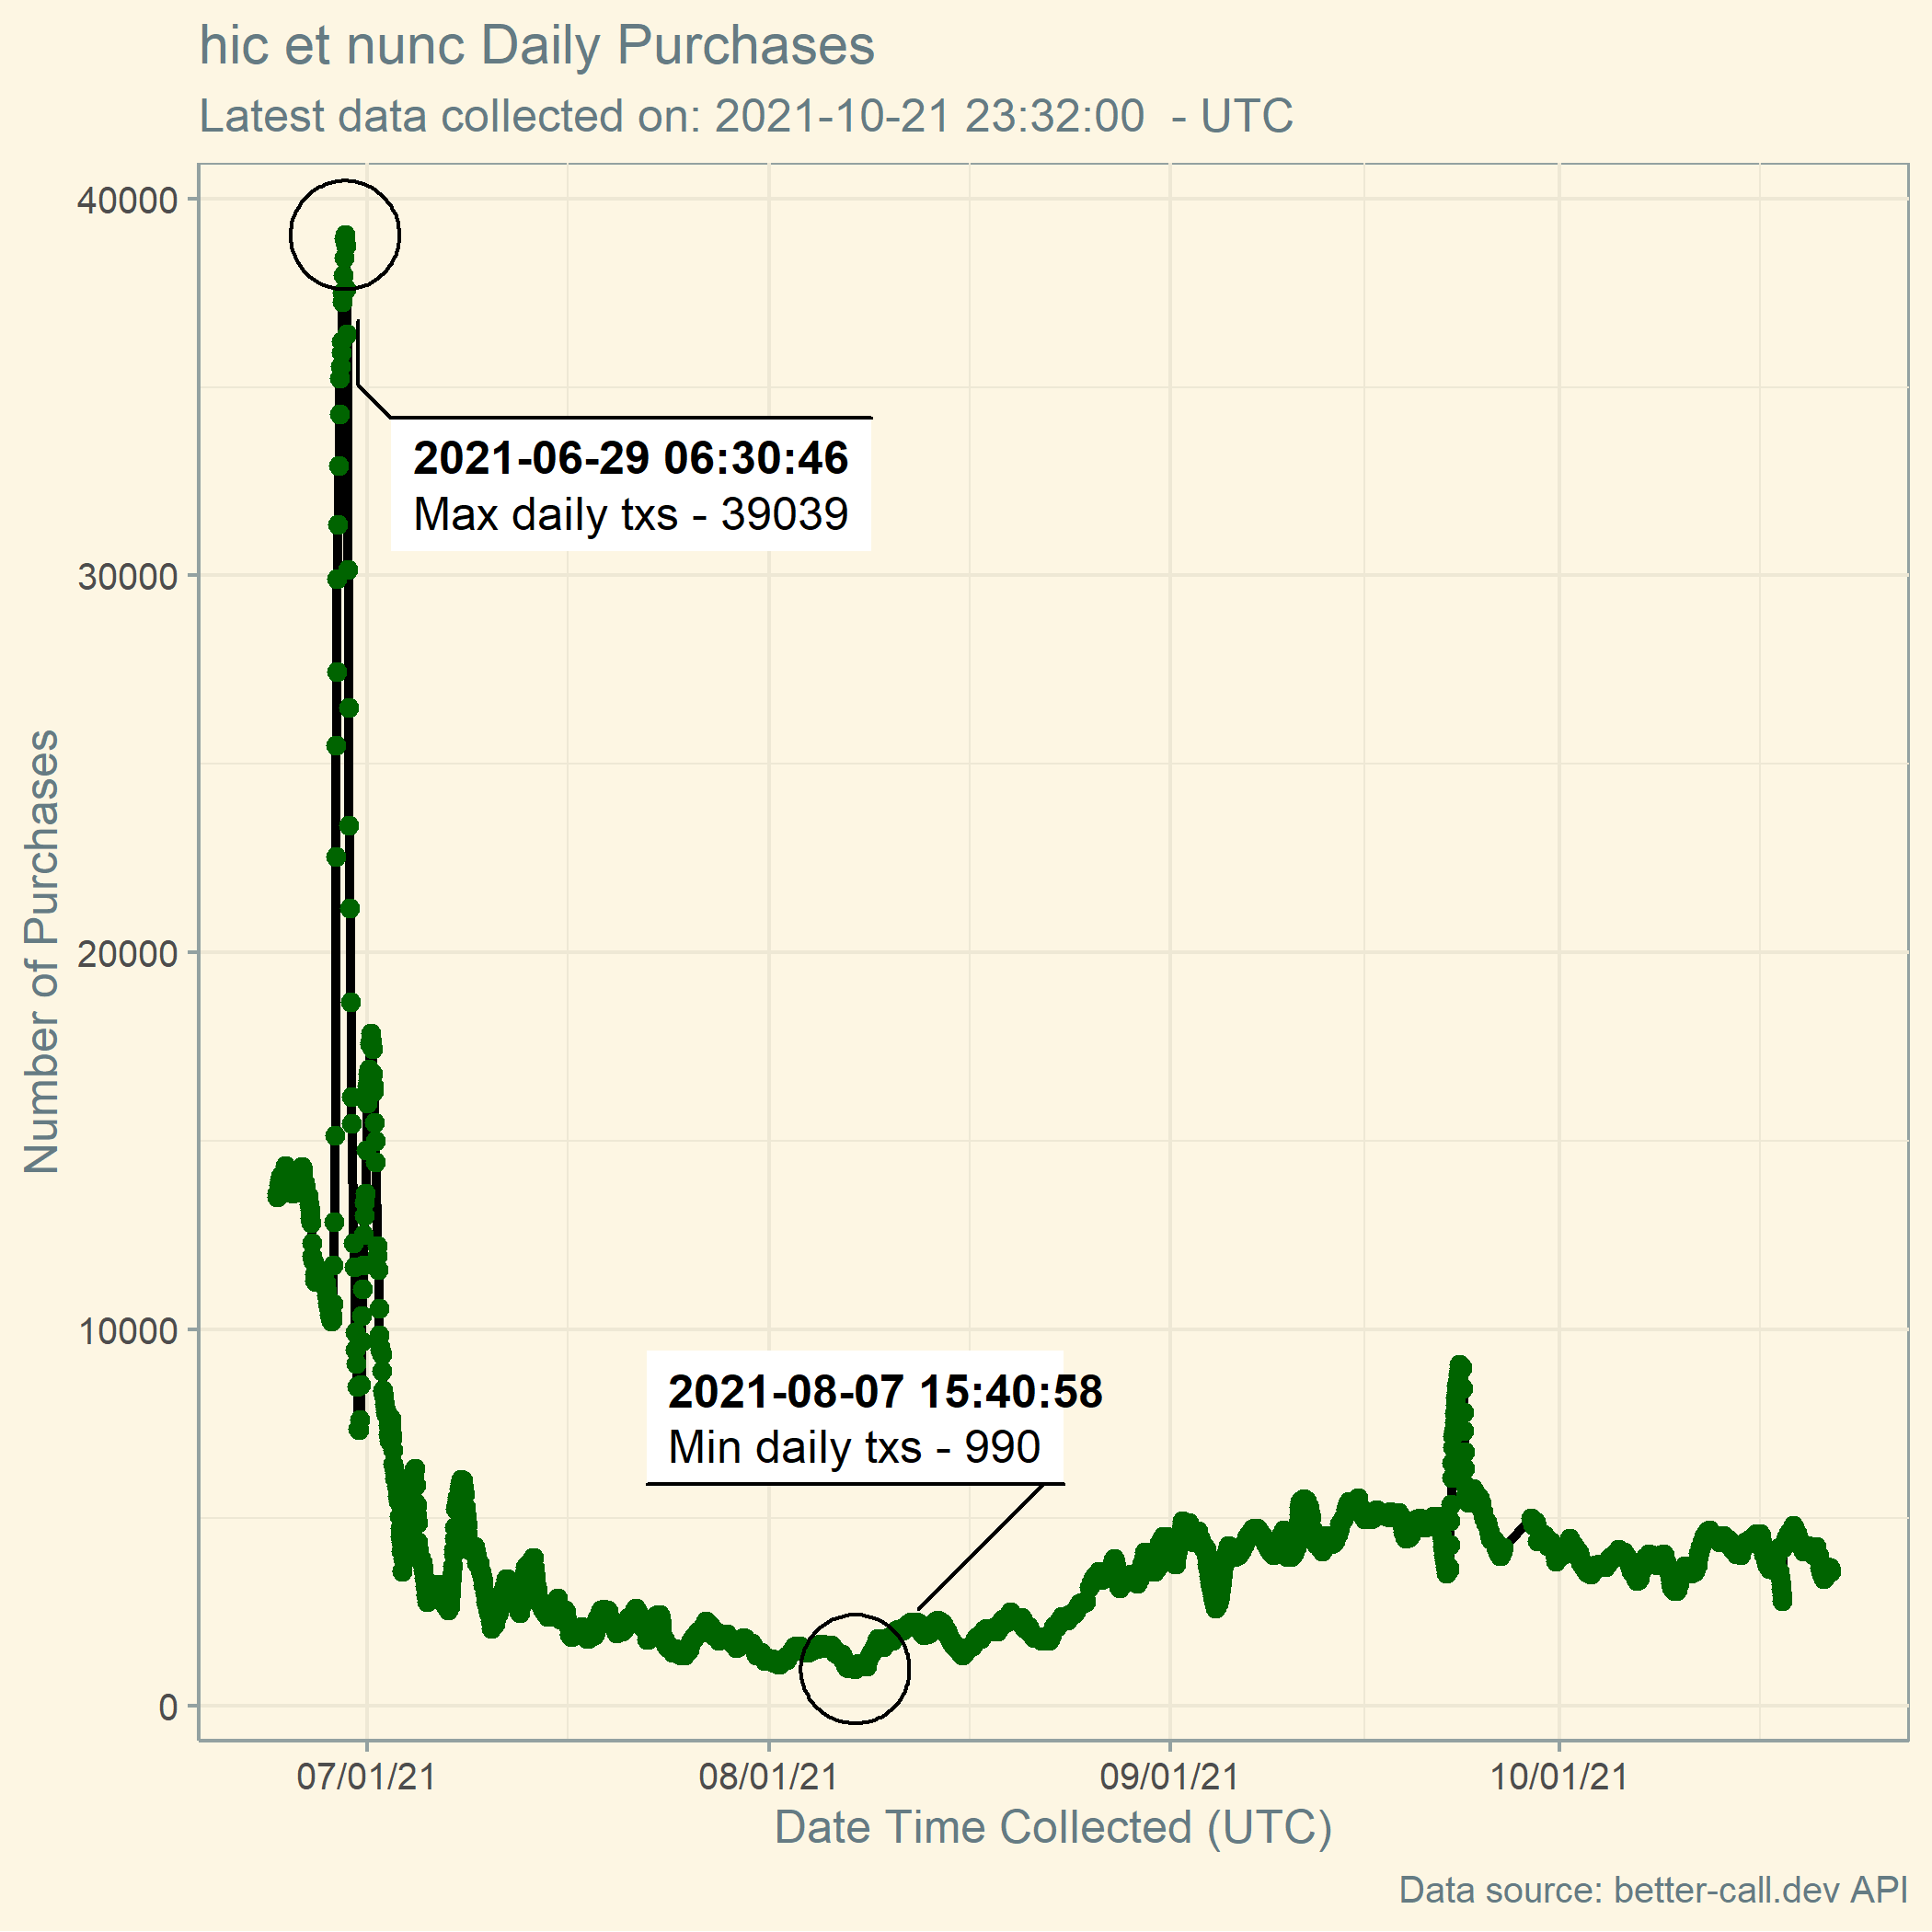 hic et nunc Daily Purchases
Latest data collected on: 2021-10-21 23:32:00  - UTC
Number of Purchases
40000
30000
20000
10000
0
2021-06-29 06:30:46
Max daily txs - 39039
2021-08-07 15:40:58
Min daily txs - 990
07/01/21
08/01/21
09/01/21
10/01/21
Date Time Collected (UTC)
Data source: better-call.dev API